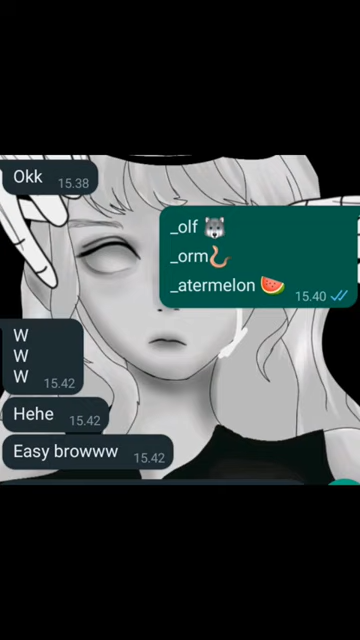 Okk
15.38
_olf 🐺
_orm🪱
_atermelon 🍉
15.40
W
W
W
15.42
Hehe
15.42
Easy browww
15.42